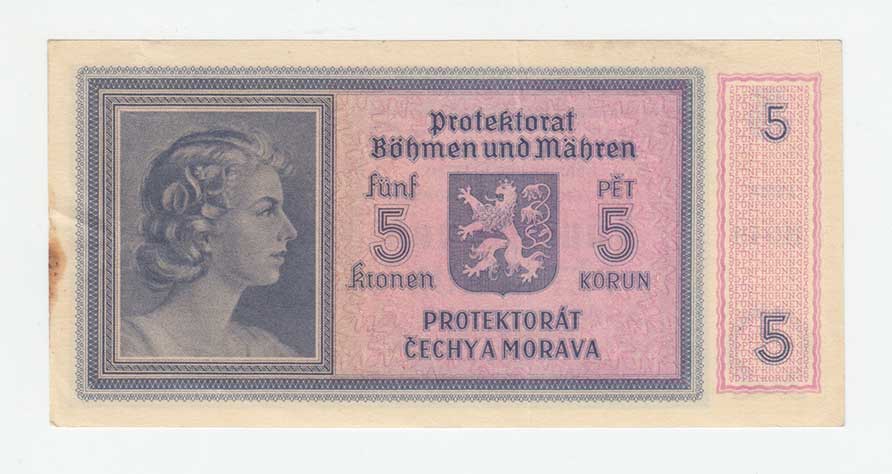 Protektorat
Böhmen und Mähren
fünf
5
Kronen
PĚT
5
KORUN
PROTEKTORÁT
ČECHY A MORAVA
5
5